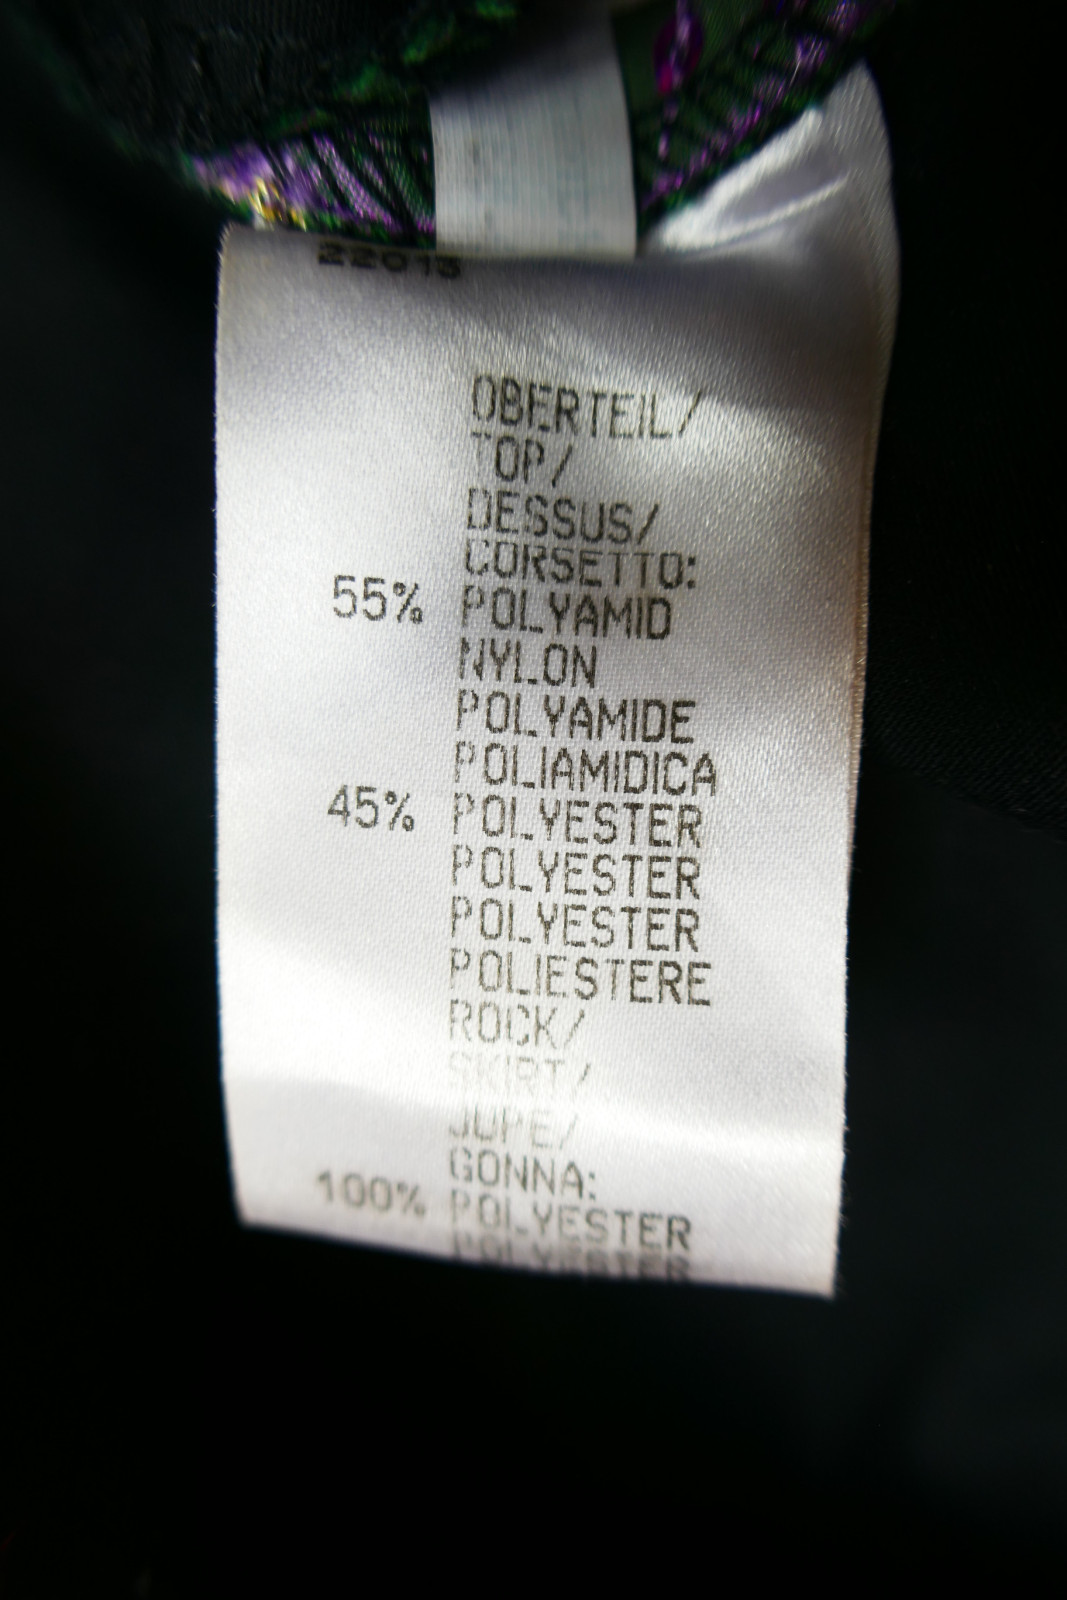 OBERTEIL/
TOP/
DESSUS/
CORSETTO:
55% POLYAMID
NYLON
POLYAMIDE
POLIAMIDICA
45% POLYESTER
POLYESTER
POLYESTER
POLIESTERE
ROCK/
SKIRT/
JUPE/
GONNA:
100% POLYESTER
POLYESTER